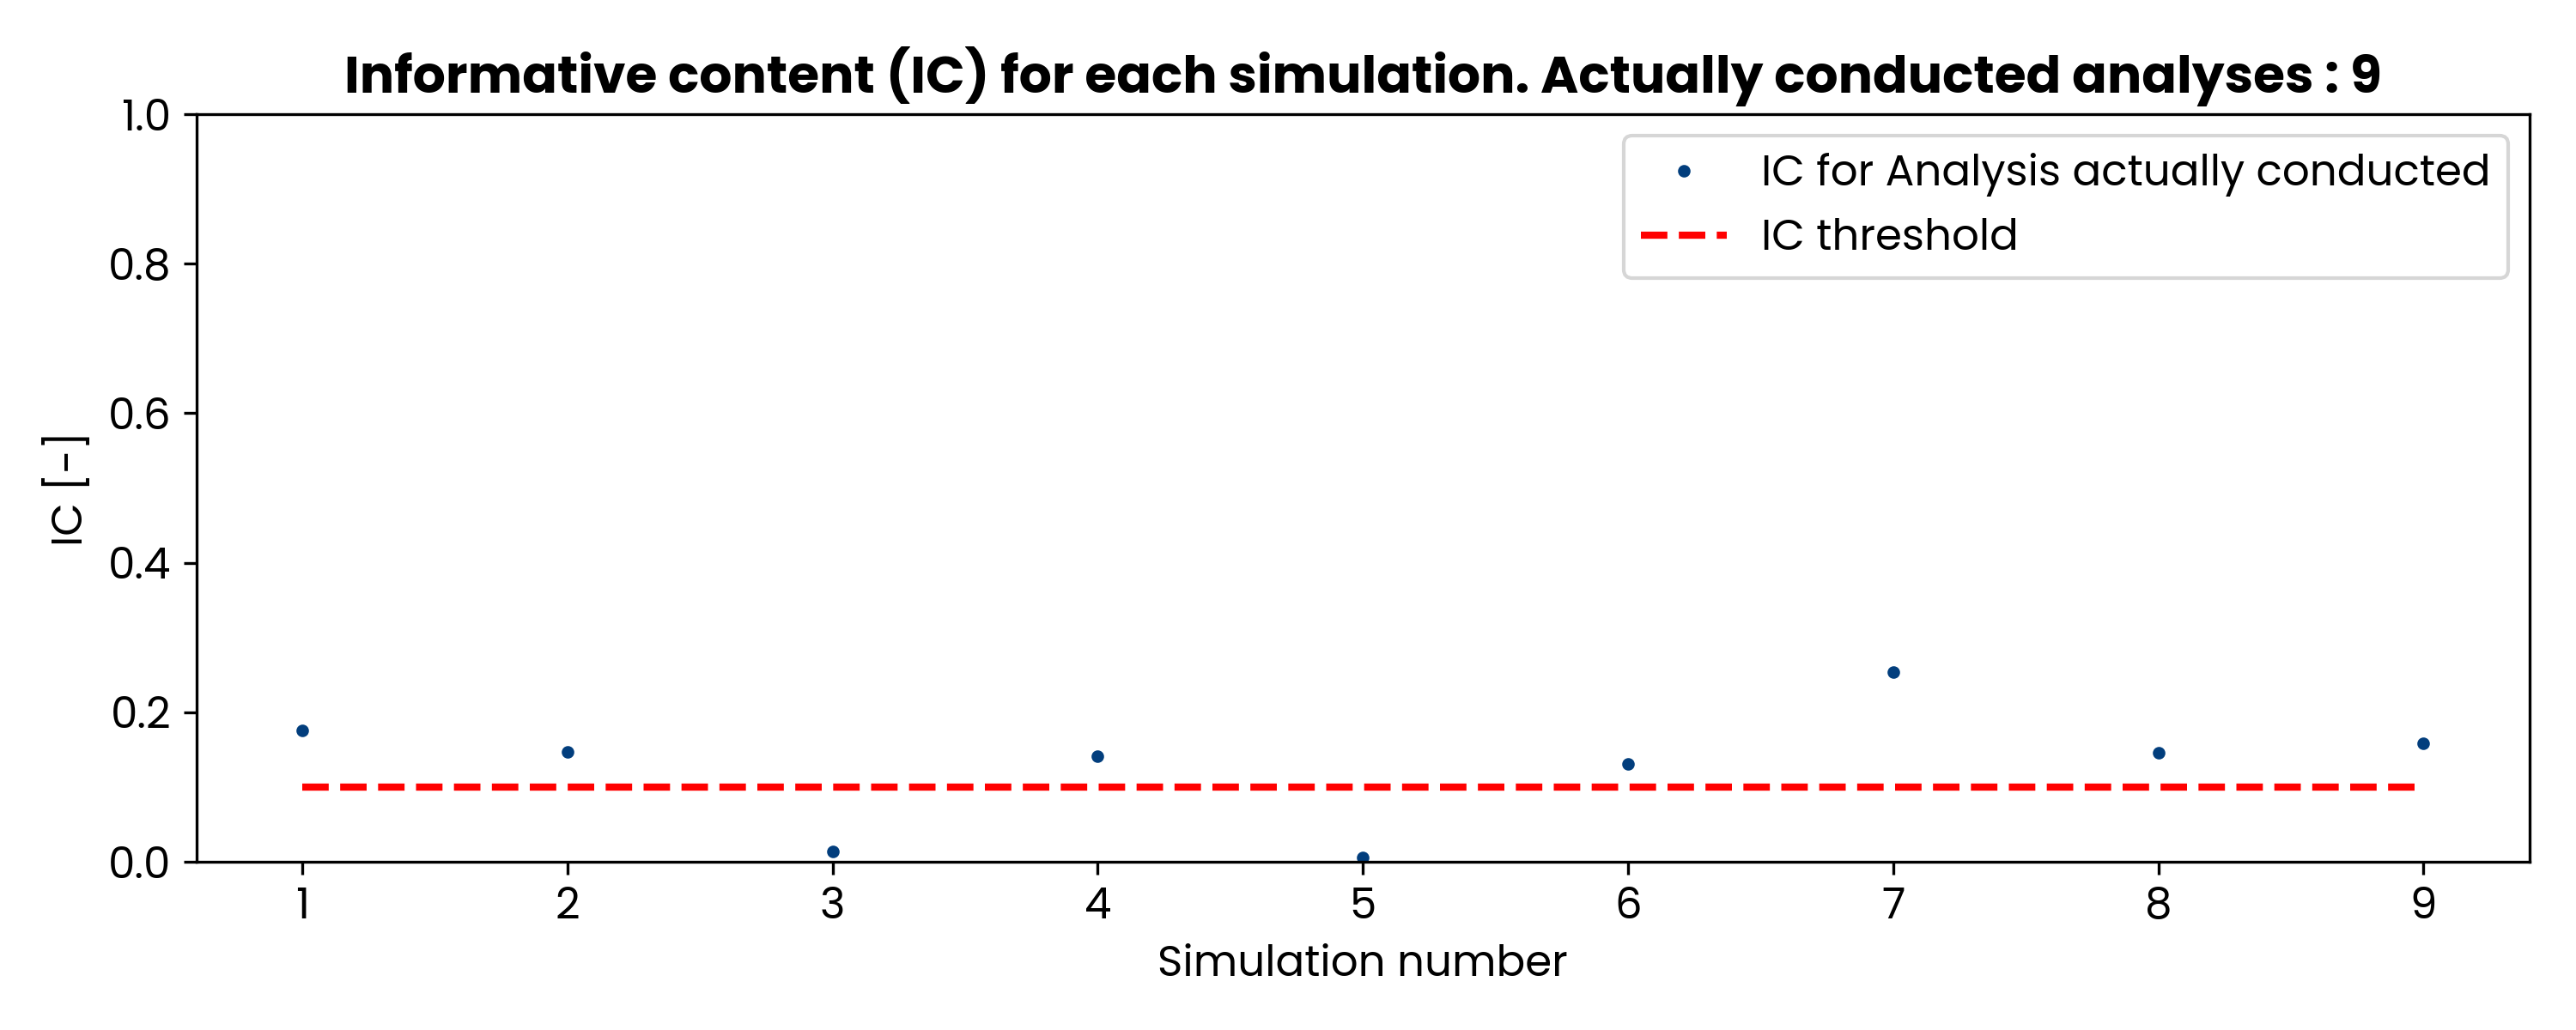 Informative content (IC) for each simulation. Actually conducted analyses : 9
1.0
0.8
0.6
0.4
0.2
0.0
IC [-]
IC for Analysis actually conducted
IC threshold
1 2 3 4 5 6 7 8 9
Simulation number